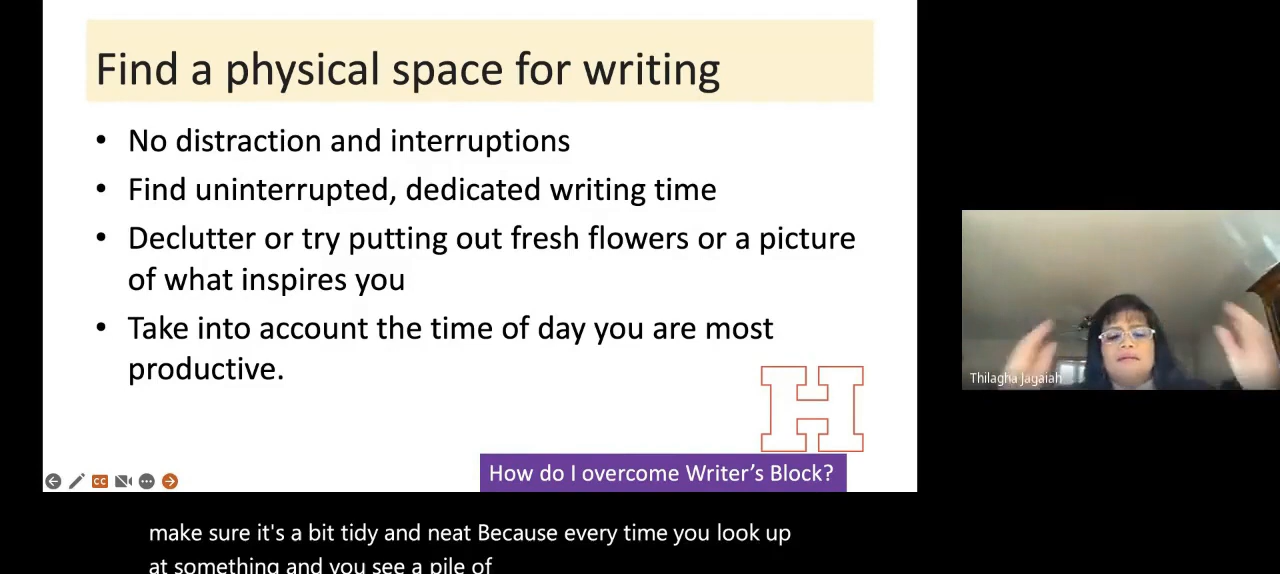 Find a physical space for writing
• No distraction and interruptions
• Find uninterrupted, dedicated writing time
• Declutter or try putting out fresh flowers or a picture
of what inspires you
• Take into account the time of day you are most
productive.
H
Thilagha Jagaiah
CC
How do I overcome Writer's Block?
make sure it's a bit tidy and neat Because every time you look up
at something and you see a pile of